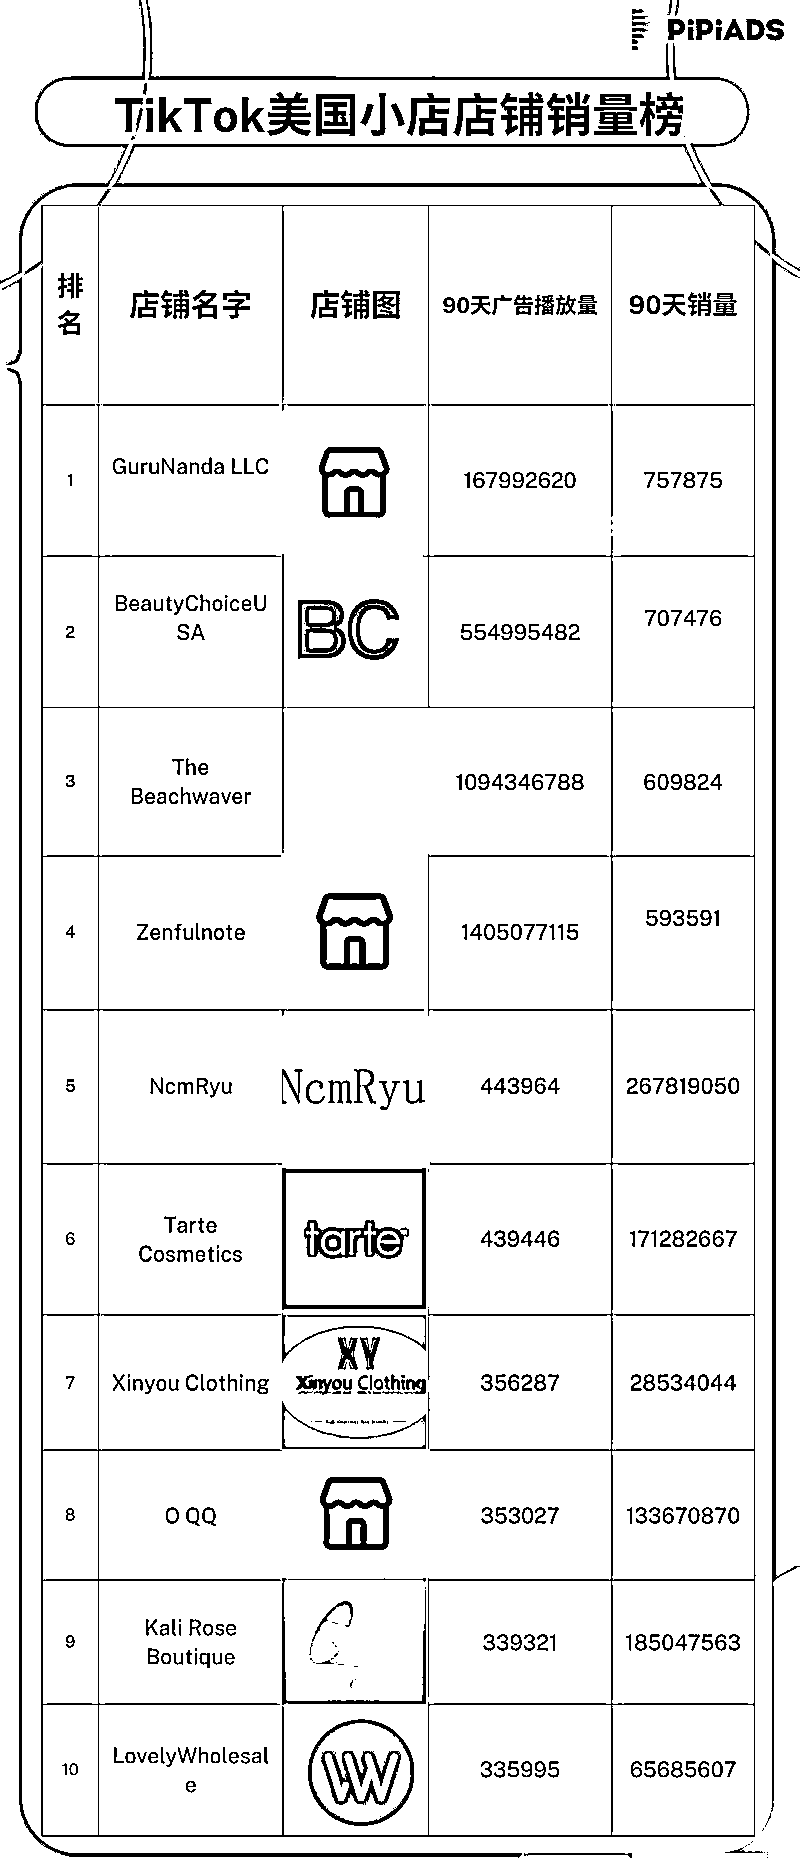 PiPiADS
TikTok美国小店店铺销量榜
排名 店铺名字 店铺图 90天广告播放量 90天销量
1 GuruNanda LLC 167992620 757875
2 BeautyChoiceUSA BC 554995482 707476
3 The Beachwaver 1094346788 609824
4 Zenfulnote 1405077115 593591
5 NcmRyu NcmRyu 443964 267819050
6 Tarte Cosmetics tarte 439446 171282667
7 Xinyou Clothing XY Xinyou Clothing 356287 28534044
8 O QQ 353027 133670870
9 Kali Rose Boutique 339321 185047563
10 LovelyWholesale W 335995 65685607